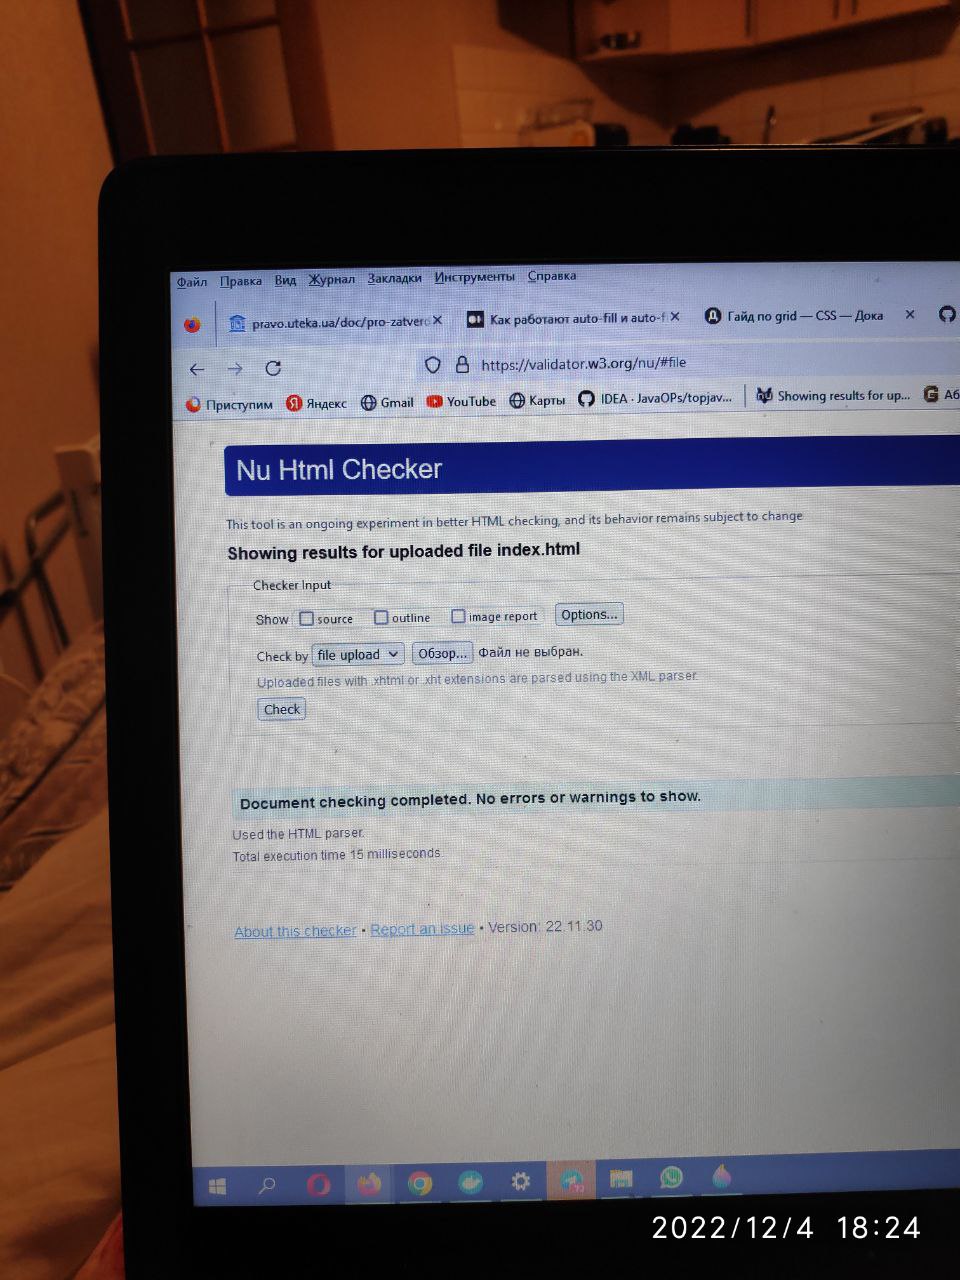 Файл Правка Вид Журнал Закладки Инструменты Справка
pravo.uteka.ua/doc/pro-zatver Как работают auto-fill и auto-f Гайд по grid — CSS — Дока
https://validator.w3.org/nu/#file
Приступим Яндекс Gmail YouTube Карты IDEA · JavaOPs/topjav... Showing results for up... G Аб
Nu Html Checker
This tool is an ongoing experiment in better HTML checking, and its behavior remains subject to change
Showing results for uploaded file index.html
Checker Input
Show source outline image report Options...
Check by file upload Обзор... Файл не выбран.
Uploaded files with .xhtml or .xht extensions are parsed using the XML parser.
Check
Document checking completed. No errors or warnings to show.
Used the HTML parser.
Total execution time 15 milliseconds.
About this checker • Report an issue • Version: 22.11.30
2022/12/4 18:24